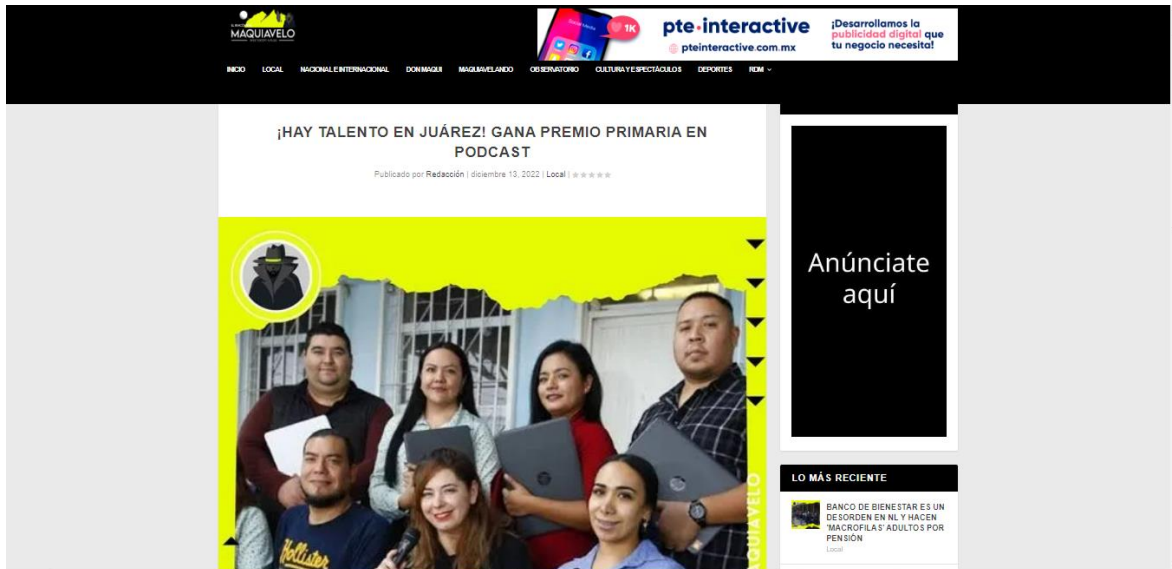 MAQUIAVELO
1K
pte-interactive
pteinteractive.com.mx
¡Desarrollamos la
publicidad digital que
tu negocio necesita!
INICIO LOCAL NACIONAL E INTERNACIONAL DON MAQUI MAQUIAVELANDO OBSERVATORIO CULTURA Y ESPECTÁCULOS DEPORTES RDM
¡HAY TALENTO EN JUÁREZ! GANA PREMIO PRIMARIA EN
PODCAST
Publicado por Redacción | diciembre 13, 2022 | Local |
Hollister
MAQUIAVELO
Anúnciate
aquí
LO MÁS RECIENTE
BANCO DE BIENESTAR ES UN
DESORDEN EN NL Y HACEN
'MACROFILAS' ADULTOS POR
PENSIÓN
Local